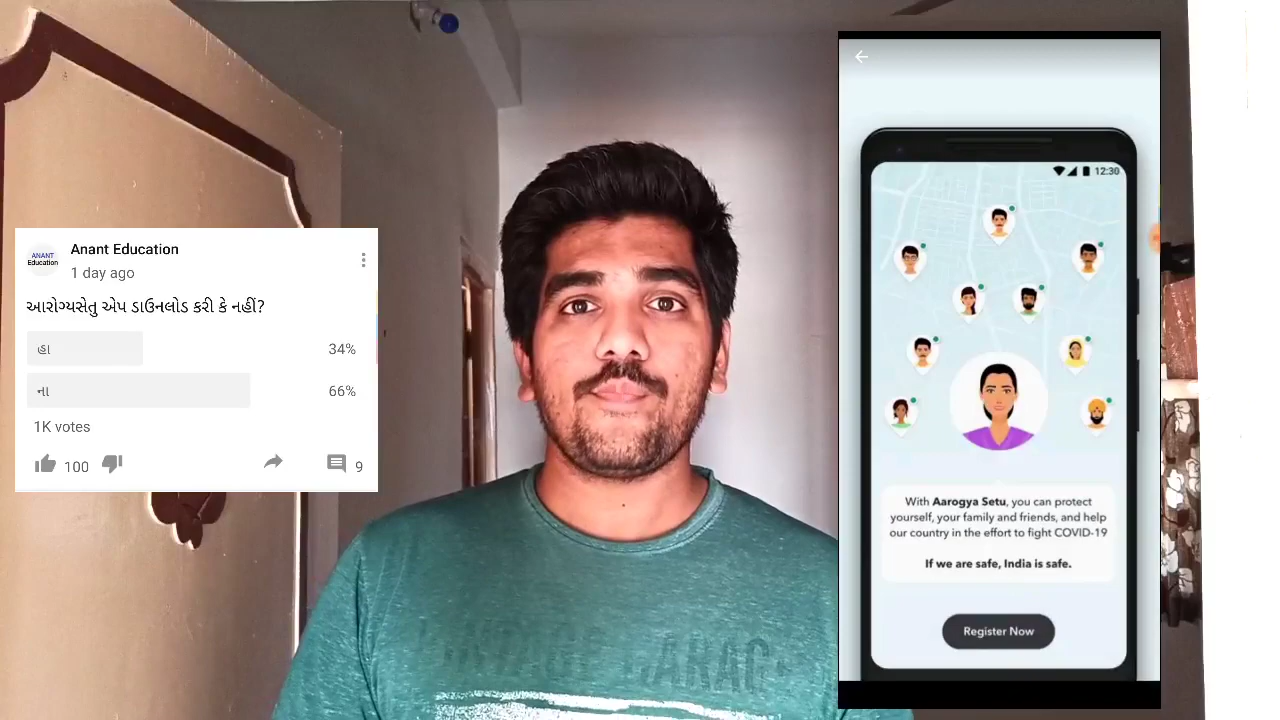 ANANT
Education
Anant Education
1 day ago
આરોગ્યસેતુ એપ ડાઉનલોડ કરી કે નહીં?
હા 34%
ના 66%
1K votes
100 9
12:30
With Aarogya Setu, you can protect
yourself, your family and friends, and help
our country in the effort to fight COVID-19
If we are safe, India is safe.
Register Now
GARAG